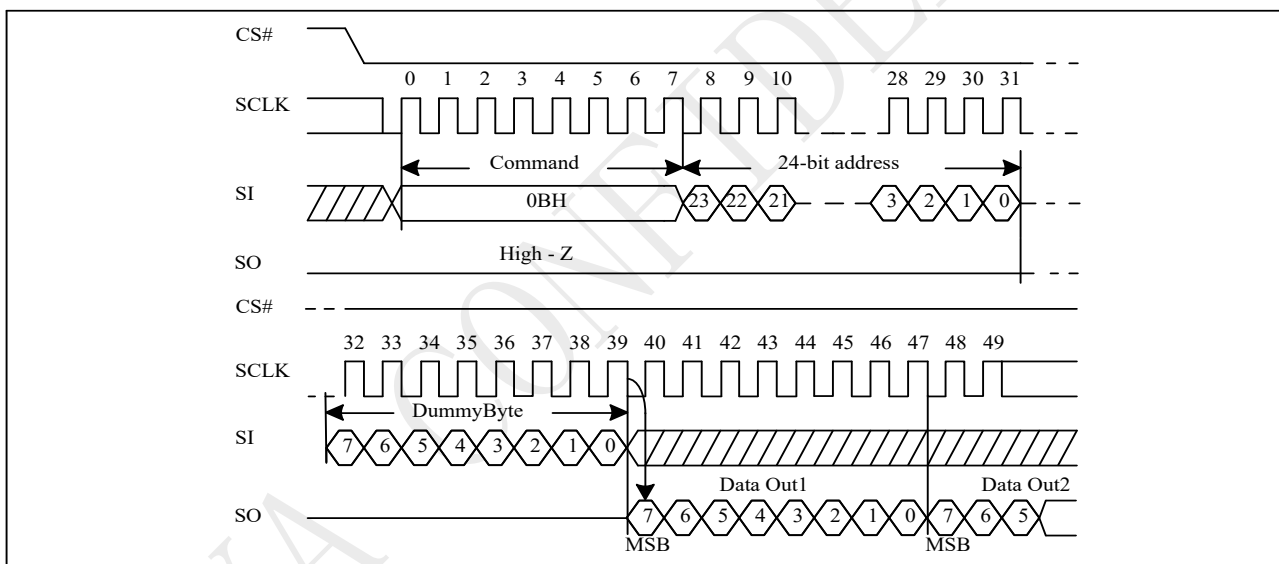 CS#
0 1 2 3 4 5 6 7 8 9 10 28 29 30 31
SCLK
Command 24-bit address
SI 0BH 23 22 21 3 2 1 0
High - Z
SO
CS#
32 33 34 35 36 37 38 39 40 41 42 43 44 45 46 47 48 49
SCLK
DummyByte
SI 7 6 5 4 3 2 1 0
Data Out1 Data Out2
SO 7 6 5 4 3 2 1 0 7 6 5
MSB MSB